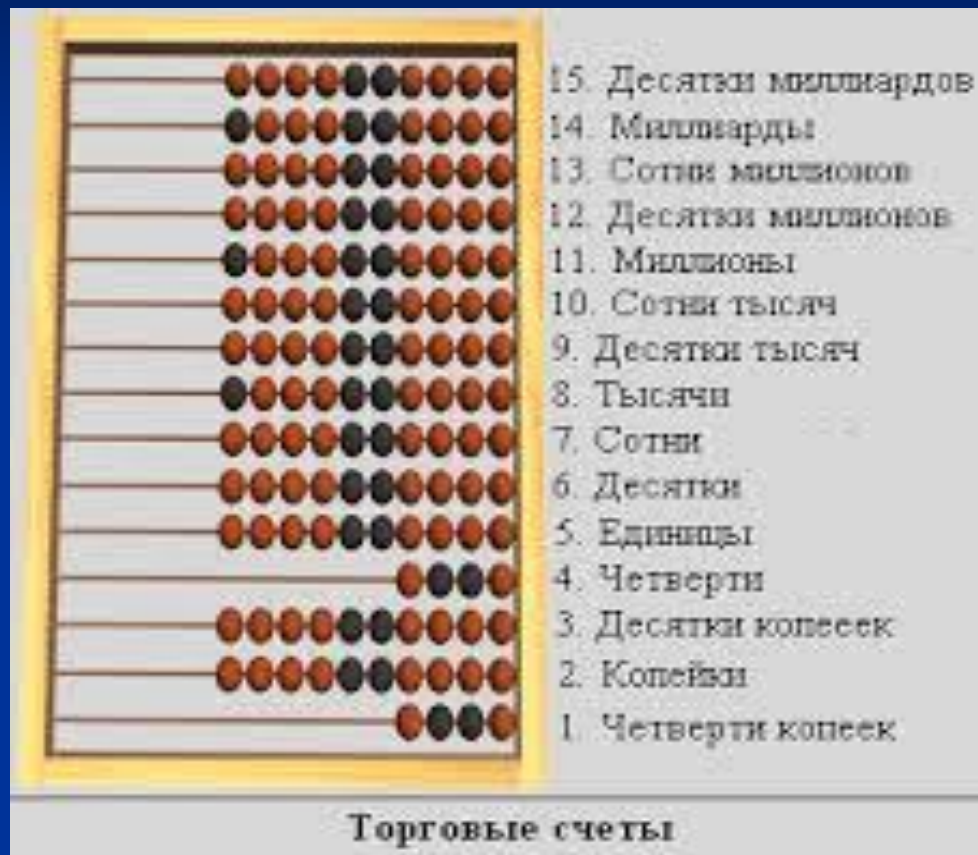 15. Десятки миллиардов
14. Миллиарды
13. Сотни миллионов
12. Десятки миллионов
11. Миллионы
10. Сотни тысяч
9. Десятки тысяч
8. Тысячи
7. Сотни
6. Десятки
5. Единицы
4. Четверти
3. Десятки копееек
2. Копейки
1. Четверти копеек
Торговые счеты